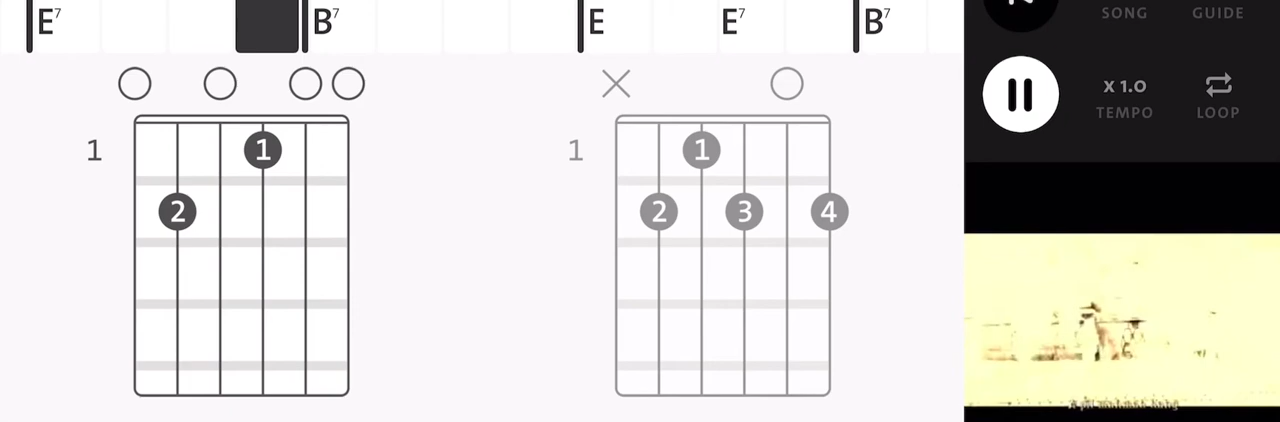 E7 B7 E E7 B7
SONG GUIDE
X 1.0
TEMPO LOOP
1 1 1 1
2 2 3 4